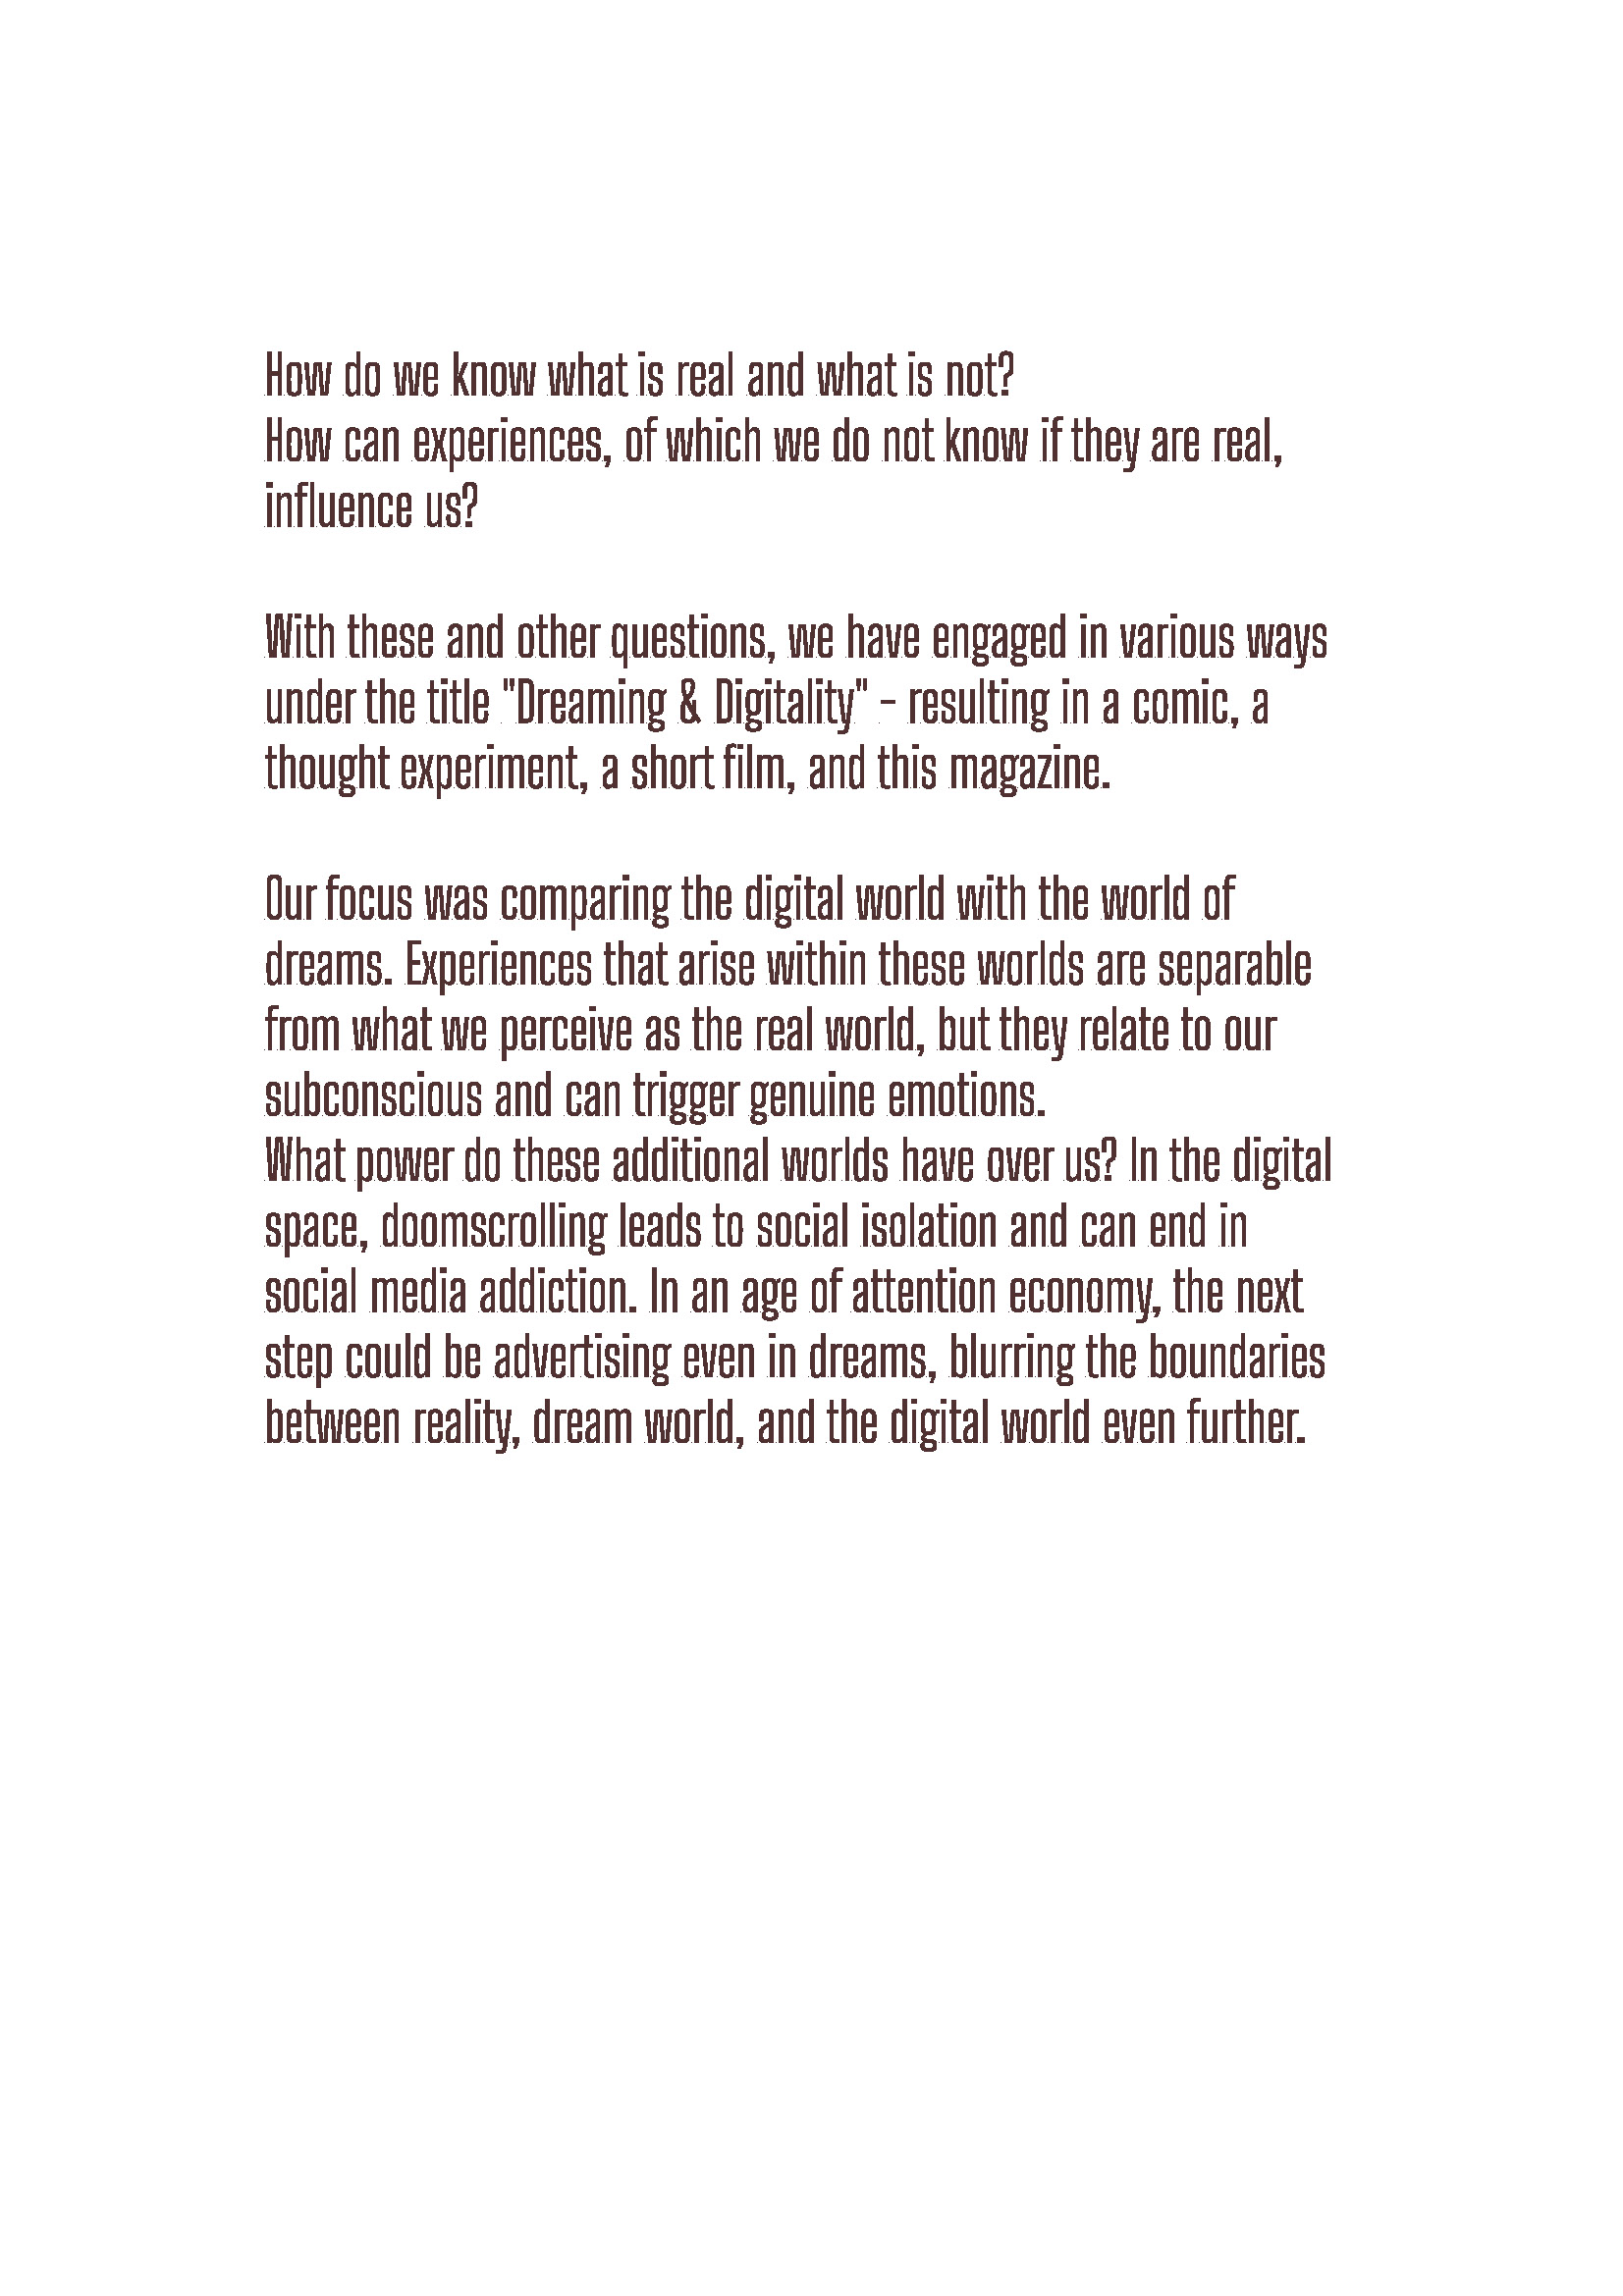 How do we know what is real and what is not?
How can experiences, of which we do not know if they are real,
influence us?

With these and other questions, we have engaged in various ways
under the title "Dreaming & Digitality" - resulting in a comic, a
thought experiment, a short film, and this magazine.

Our focus was comparing the digital world with the world of
dreams. Experiences that arise within these worlds are separable
from what we perceive as the real world, but they relate to our
subconscious and can trigger genuine emotions.
What power do these additional worlds have over us? In the digital
space, doomscrolling leads to social isolation and can end in
social media addiction. In an age of attention economy, the next
step could be advertising even in dreams, blurring the boundaries
between reality, dream world, and the digital world even further.